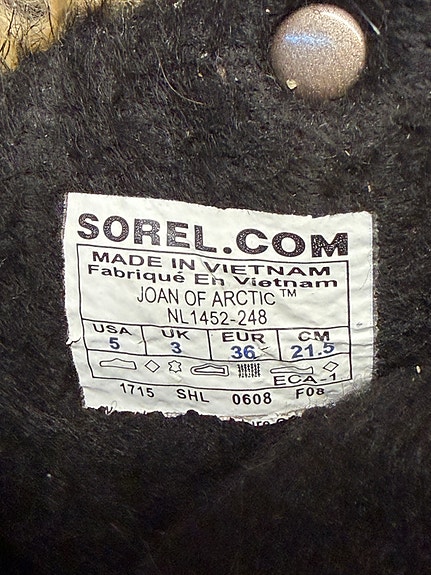 SOREL.COM
MADE IN VIETNAM
Fabriqué En Vietnam
JOAN OF ARCTIC™
NL1452-248
USA UK EUR CM
5 3 36 21.5
ECA-1
1715 SHL 0608 F08